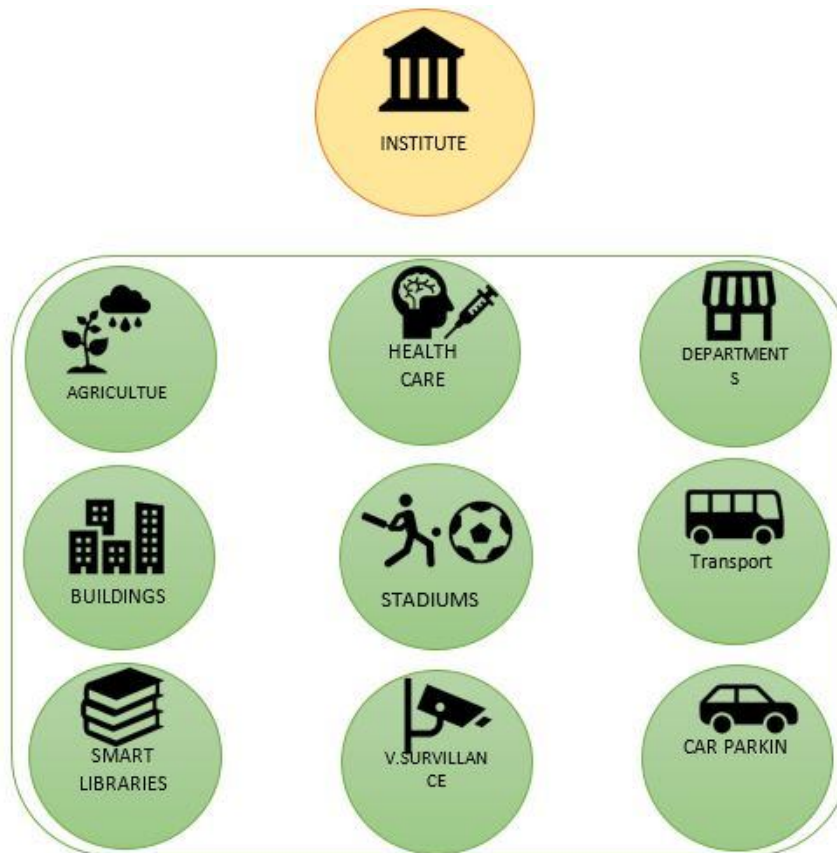 INSTITUTE
AGRICULTUE
HEALTH
CARE
DEPARTMENT
S
BUILDINGS
STADIUMS
Transport
SMART
LIBRARIES
V.SURVILLAN
CE
CAR PARKIN